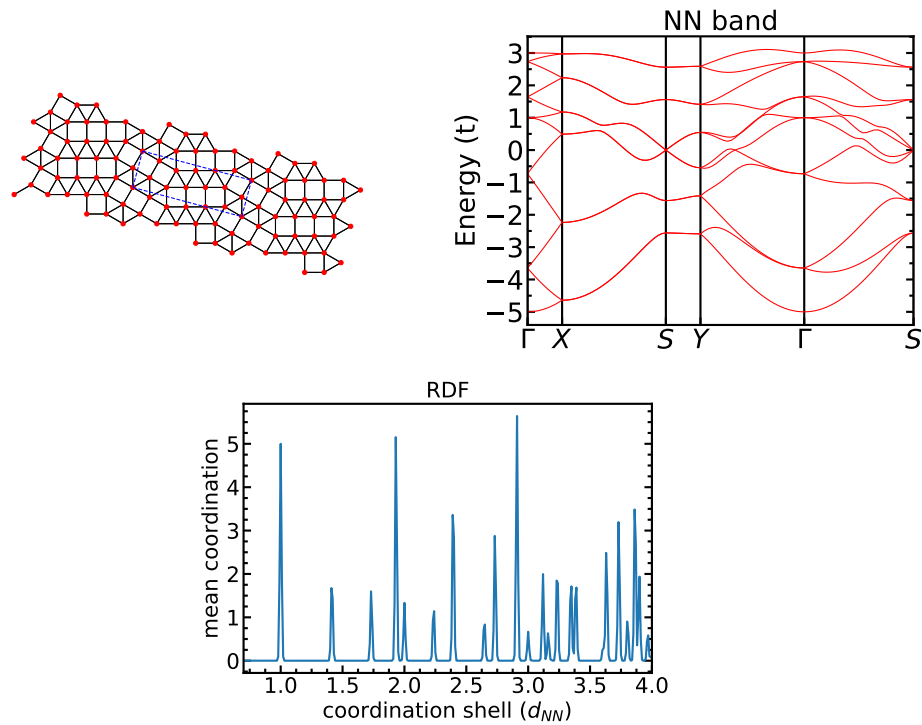 NN band
Energy (t)
3
2
1
0
−1
−2
−3
−4
−5
Γ X S Y Γ S
RDF
mean coordination
5
4
3
2
1
0
1.0 1.5 2.0 2.5 3.0 3.5 4.0
coordination shell (d_NN)